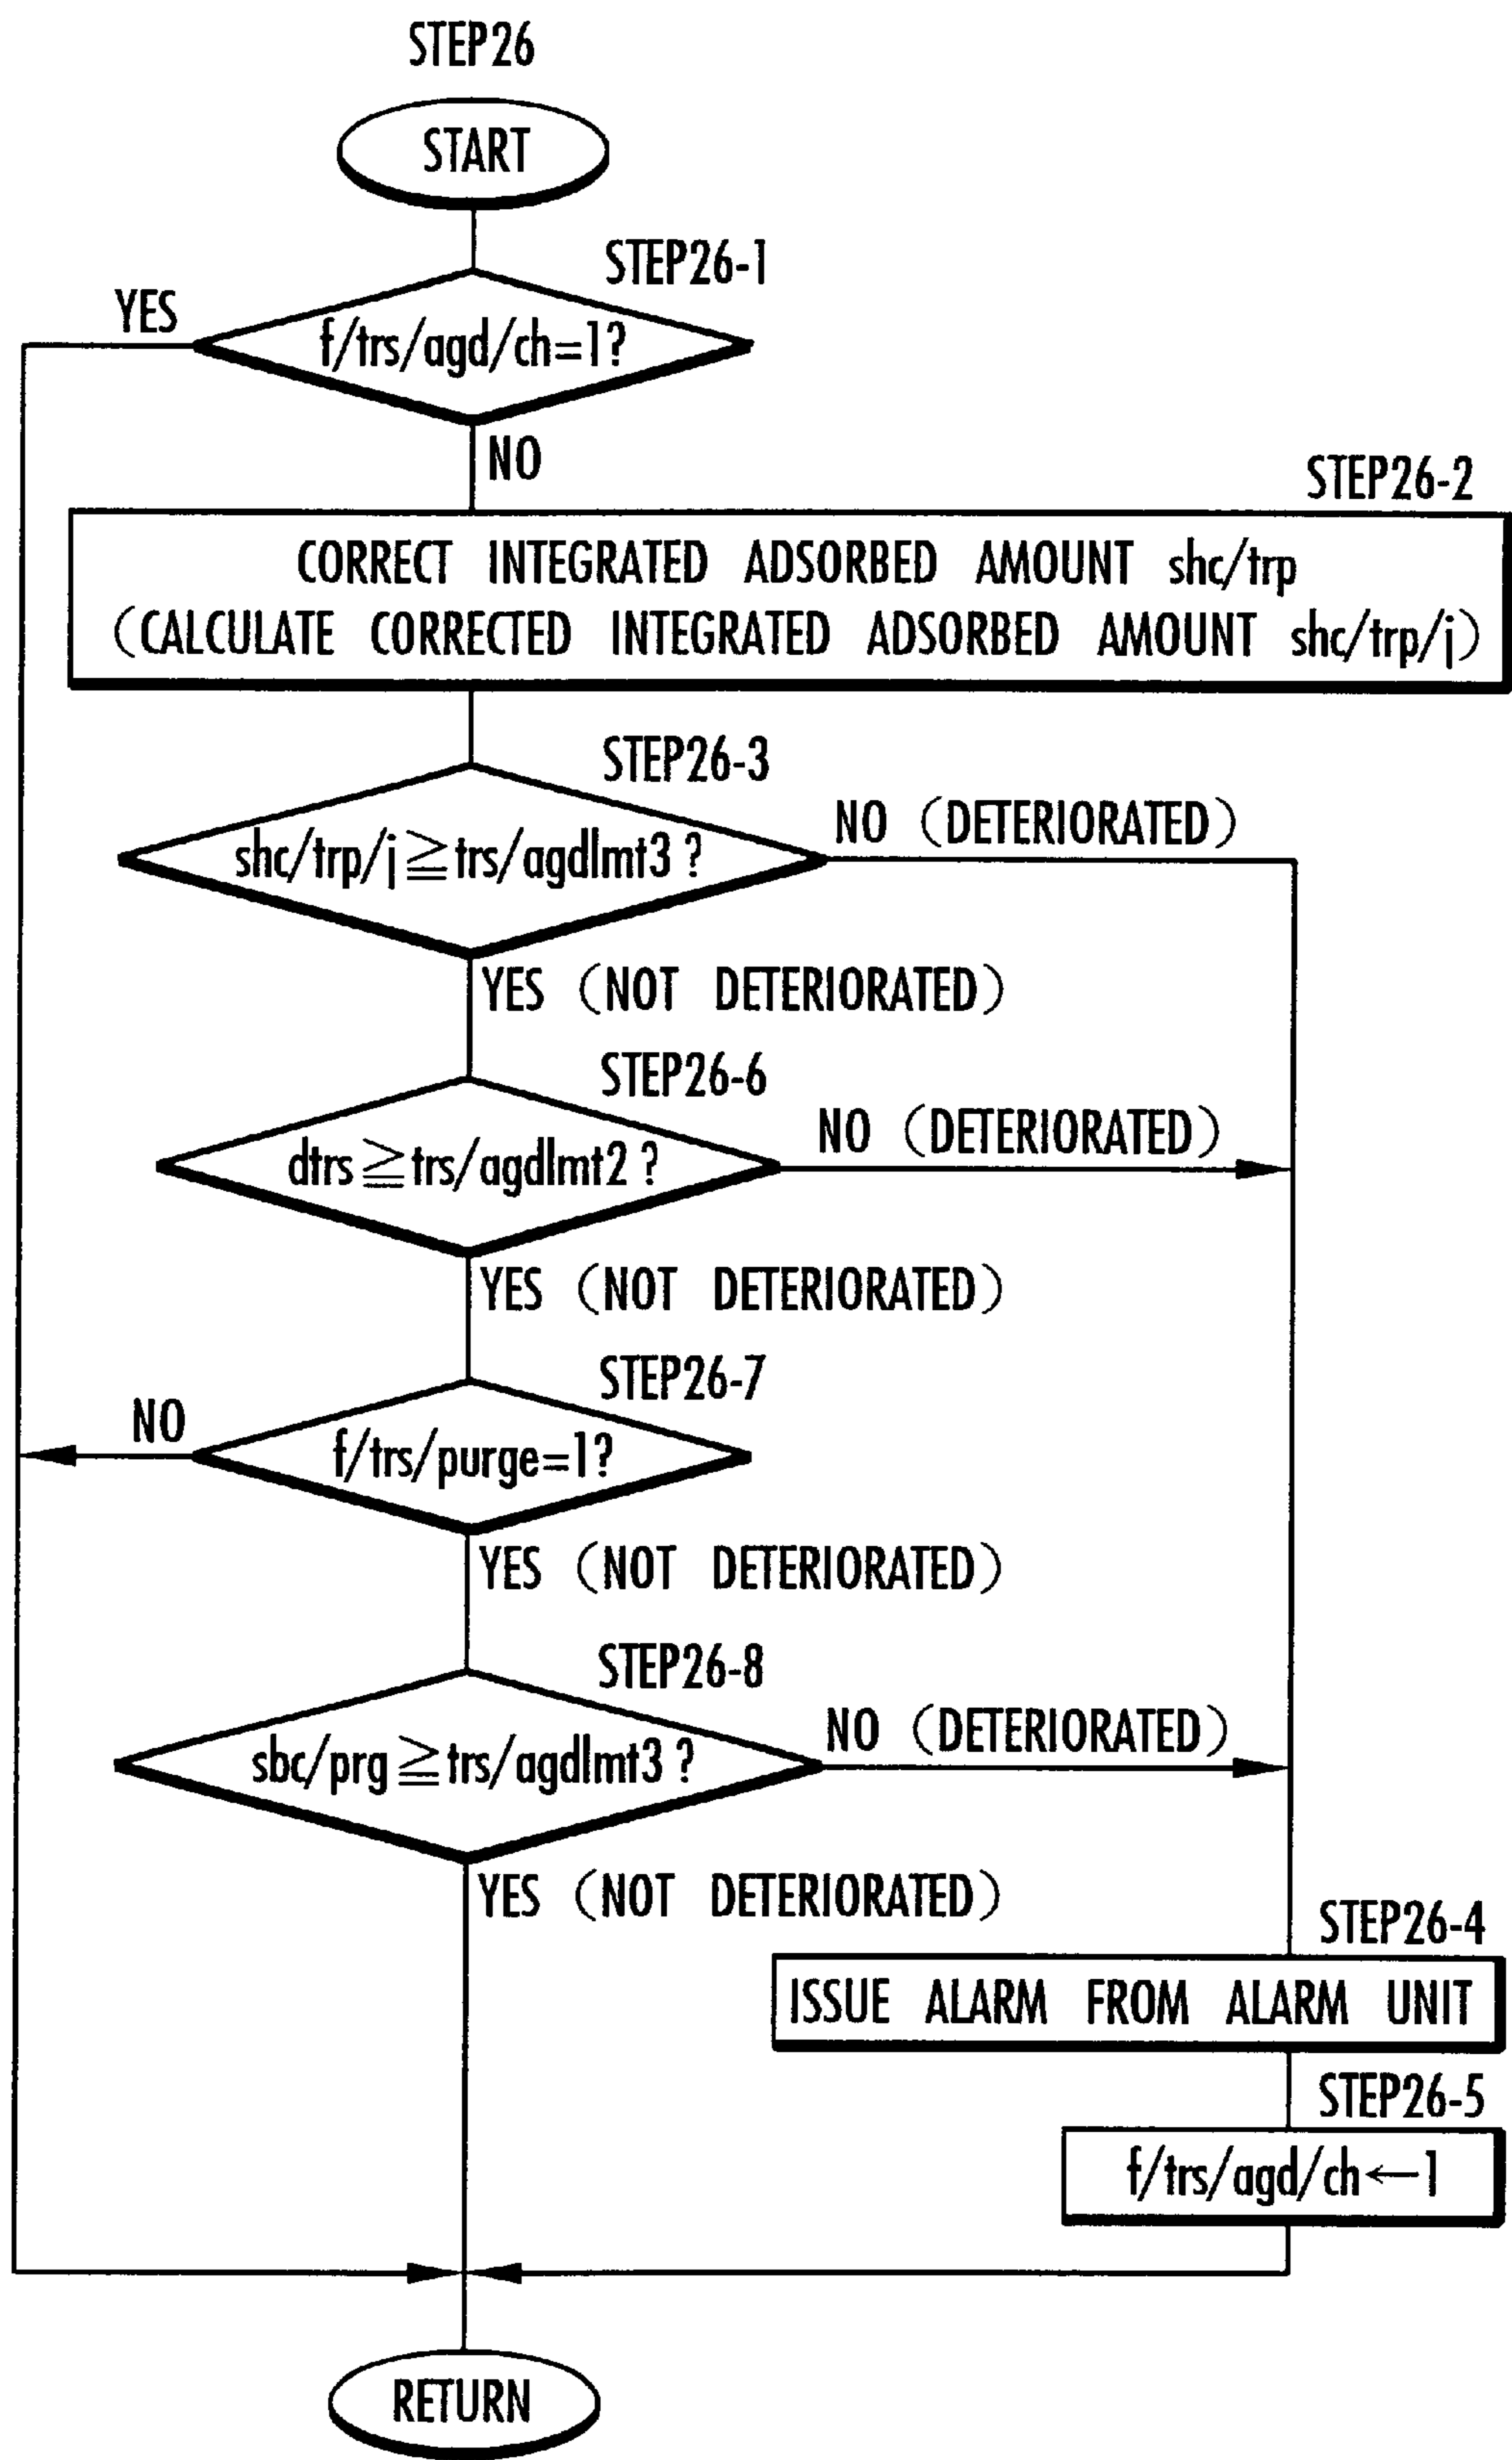 STEP26
START
STEP26-1
YES
f/trs/agd/ch=1?
NO
STEP26-2
CORRECT INTEGRATED ADSORBED AMOUNT shc/trp
(CALCULATE CORRECTED INTEGRATED ADSORBED AMOUNT shc/trp/j)
STEP26-3
NO (DETERIORATED)
shc/trp/j≧trs/agdlmt3 ?
YES (NOT DETERIORATED)
STEP26-6
NO (DETERIORATED)
dtrs≧trs/agdlmt2 ?
YES (NOT DETERIORATED)
STEP26-7
NO
f/trs/purge=1?
YES (NOT DETERIORATED)
STEP26-8
NO (DETERIORATED)
sbc/prg≧trs/agdlmt3 ?
YES (NOT DETERIORATED)
STEP26-4
ISSUE ALARM FROM ALARM UNIT
STEP26-5
f/trs/agd/ch←1
RETURN